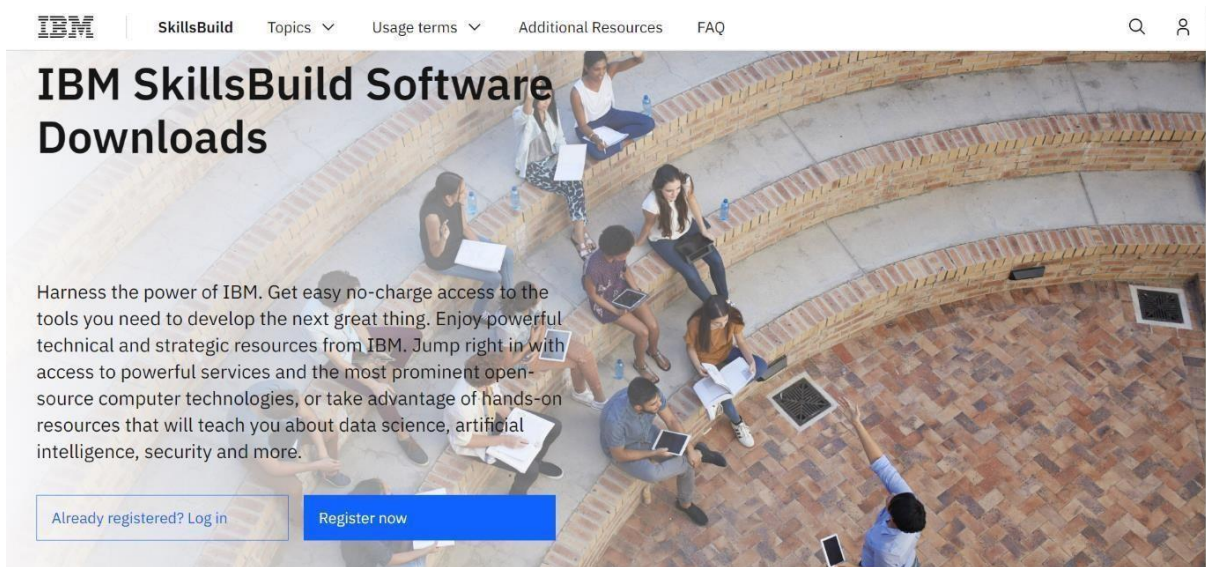 IBM
SkillsBuild
Topics
Usage terms
Additional Resources
FAQ
IBM SkillsBuild Software
Downloads
Harness the power of IBM. Get easy no-charge access to the
tools you need to develop the next great thing. Enjoy powerful
technical and strategic resources from IBM. Jump right in with
access to powerful services and the most prominent open-
source computer technologies, or take advantage of hands-on
resources that will teach you about data science, artificial
intelligence, security and more.
Already registered? Log in
Register now